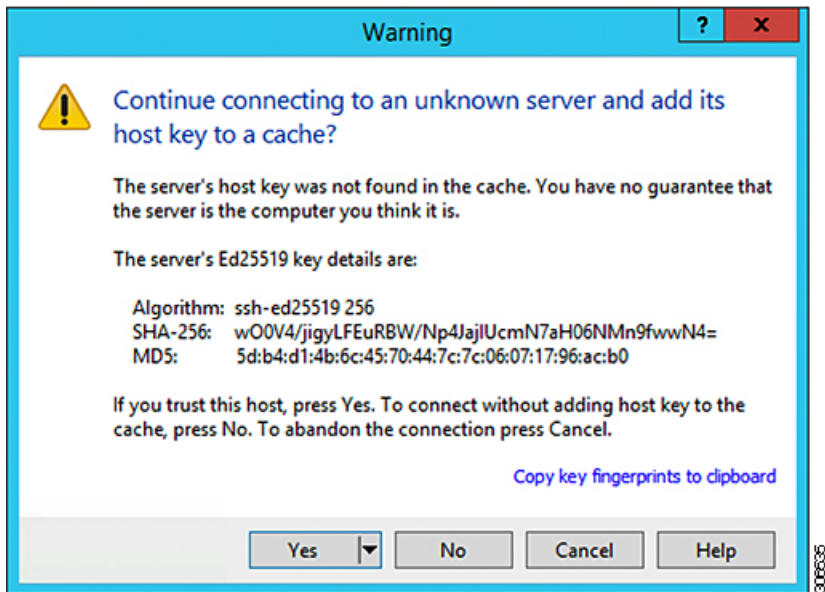 Warning
?
x
Continue connecting to an unknown server and add its
host key to a cache?
The server's host key was not found in the cache. You have no guarantee that
the server is the computer you think it is.
The server's Ed25519 key details are:
Algorithm: ssh-ed25519 256
SHA-256: wO0V4/jigyLFEuRBW/Np4JajlUcmN7aH06NMn9fwwN4=
MD5: 5d:b4:d1:4b:6c:45:70:44:7c:7c:06:07:17:96:ac:b0
If you trust this host, press Yes. To connect without adding host key to the
cache, press No. To abandon the connection press Cancel.
Copy key fingerprints to clipboard
Yes
No
Cancel
Help
306635